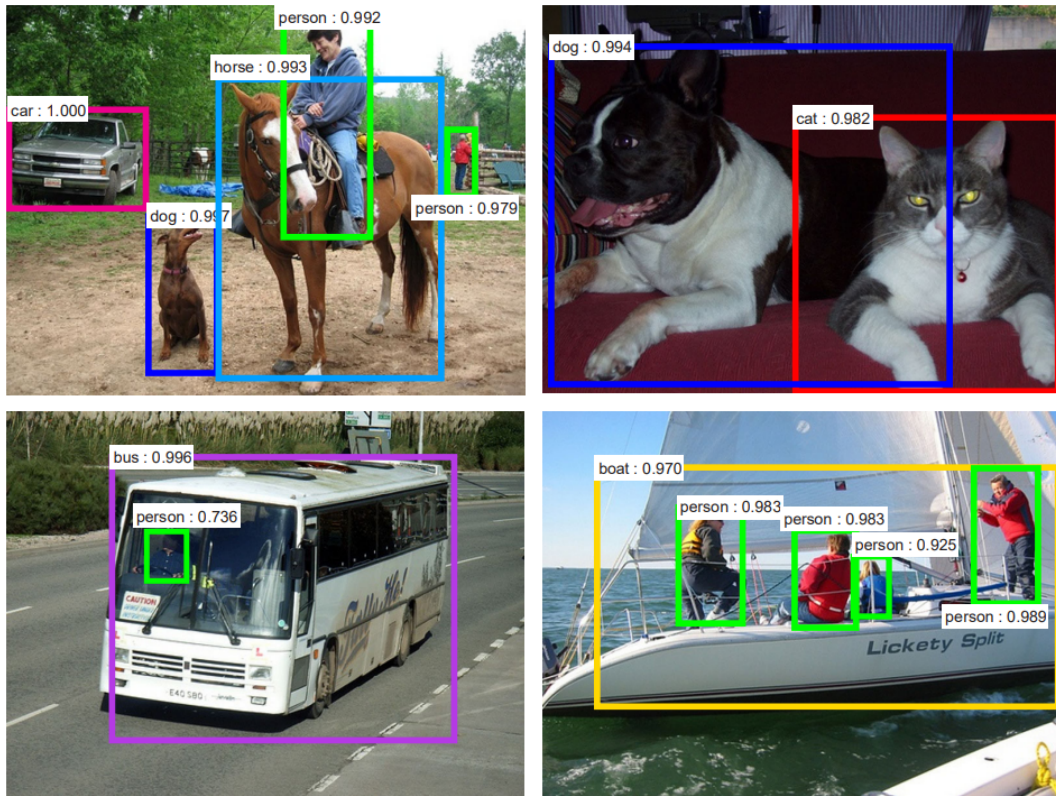 person : 0.992
horse : 0.993
car : 1.000
dog : 0.997
person : 0.979
dog : 0.994
cat : 0.982
bus : 0.996
person : 0.736
CAUTION
L
L
E40 SBO
boat : 0.970
person : 0.983
person : 0.983
person : 0.925
person : 0.989
Lickety Split